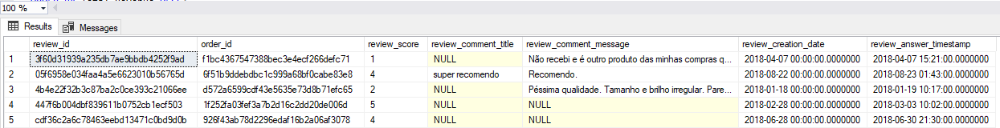 100 %
Results Messages
review_id order_id review_score review_comment_title review_comment_message review_creation_date review_answer_timestamp
1 3f60d31939a235db7ae9bbdb4252f9ad f1bc4367547388bec3e4ecf266defc71 1 NULL Não recebi e é outro produto das minhas compras q... 2018-04-07 00:00:00.0000000 2018-04-07 15:21:00.0000000
2 05f6958e034faa4a5e6623010b56765d 6f51b9ddebdbc1c999a68bf0cabe83e8 4 super recomendo Recomendo. 2018-08-22 00:00:00.0000000 2018-08-23 01:43:00.0000000
3 4b4e22f32b3c87ba2c0ce393c21066ee d572a6599cdf43e5635e73d8b71efc65 2 NULL Péssima qualidade. Tamanho e brilho irregular. Pare... 2018-01-19 00:00:00.0000000 2018-01-19 10:17:00.0000000
4 447f6b004dbf839611b0752cb1ecf503 1f252fa03fef3a7b2d16c2dd20de006d 5 NULL NULL 2018-02-28 00:00:00.0000000 2018-03-03 10:02:00.0000000
5 cdf36c2a6c78463eebd13471c0bd9d0b 926f43ab78d2296edaf16b2a06af3078 4 NULL NULL 2018-06-28 00:00:00.0000000 2018-06-30 21:30:00.0000000